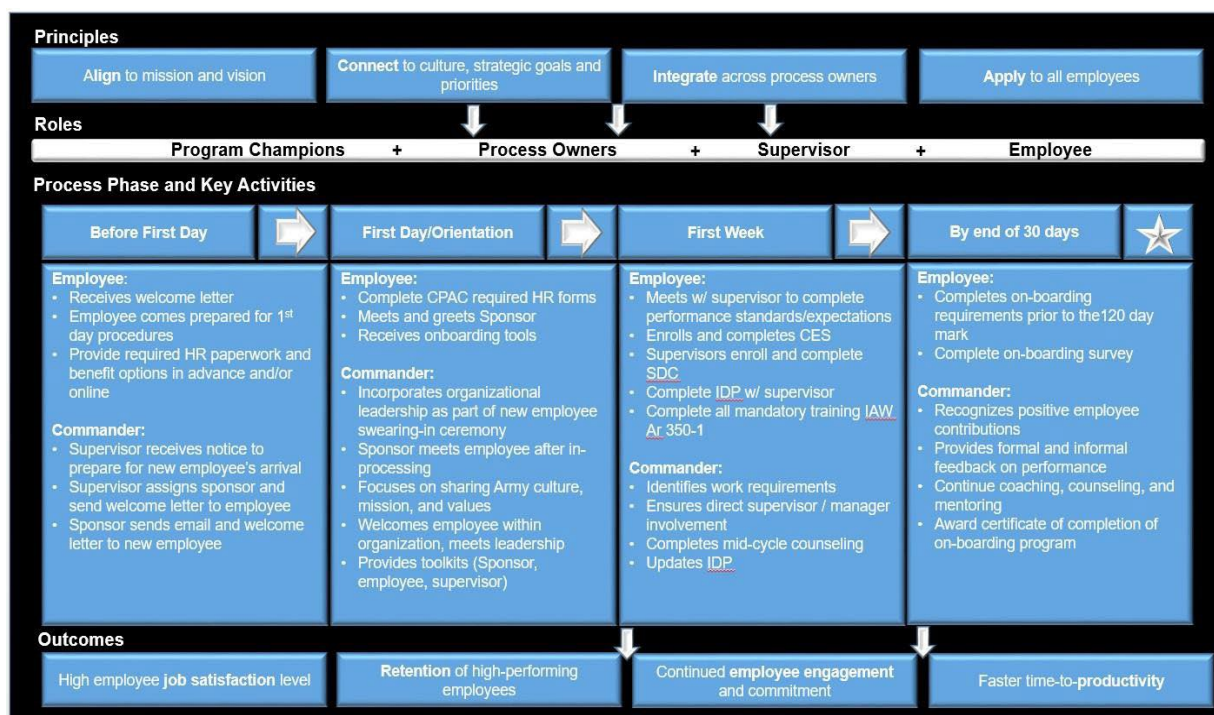 Principles
Align to mission and vision
Connect to culture, strategic goals and
priorities
Integrate across process owners
Apply to all employees
Roles
Program Champions + Process Owners + Supervisor + Employee
Process Phase and Key Activities
Before First Day
First Day/Orientation
First Week
By end of 30 days
Employee:
• Receives welcome letter
• Employee comes prepared for 1st
day procedures
• Provide required HR paperwork and
benefit options in advance and/or
online
Commander:
• Supervisor receives notice to
prepare for new employee's arrival
• Supervisor assigns sponsor and
send welcome letter to employee
• Sponsor sends email and welcome
letter to new employee
Employee:
• Complete CPAC required HR forms
• Meets and greets Sponsor
• Receives onboarding tools
Commander:
• Incorporates organizational
leadership as part of new employee
swearing-in ceremony
• Sponsor meets employee after in-
processing
• Focuses on sharing Army culture,
mission, and values
• Welcomes employee within
organization, meets leadership
• Provides toolkits (Sponsor,
employee, supervisor)
Employee:
• Meets w/ supervisor to complete
performance standards/expectations
• Enrolls and completes CES
• Supervisors enroll and complete
SDC
• Complete IDP w/ supervisor
• Complete all mandatory training IAW
Ar 350-1
Commander:
• Identifies work requirements
• Ensures direct supervisor / manager
involvement
• Completes mid-cycle counseling
• Updates IDP
Employee:
• Completes on-boarding
requirements prior to the120 day
mark
• Complete on-boarding survey
Commander:
• Recognizes positive employee
contributions
• Provides formal and informal
feedback on performance
• Continue coaching, counseling, and
mentoring
• Award certificate of completion of
on-boarding program
Outcomes
High employee job satisfaction level
Retention of high-performing
employees
Continued employee engagement
and commitment
Faster time-to-productivity